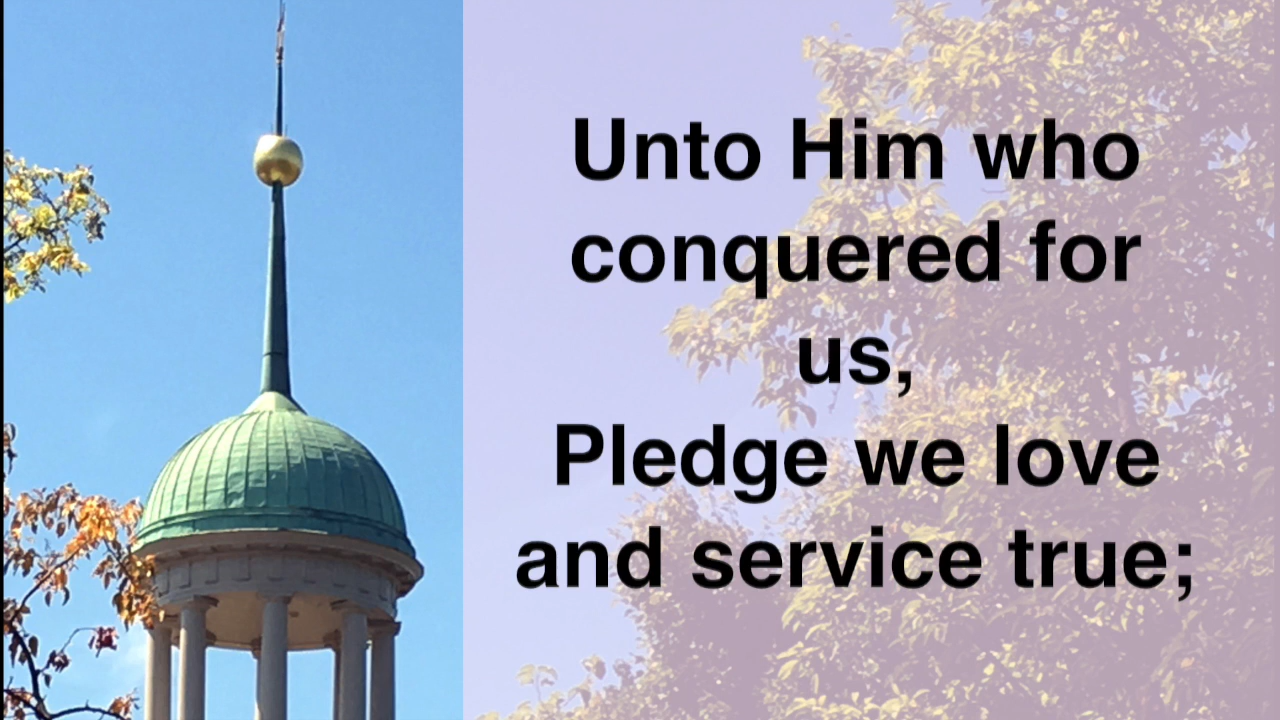 Unto Him who
conquered for
us,
Pledge we love
and service true;